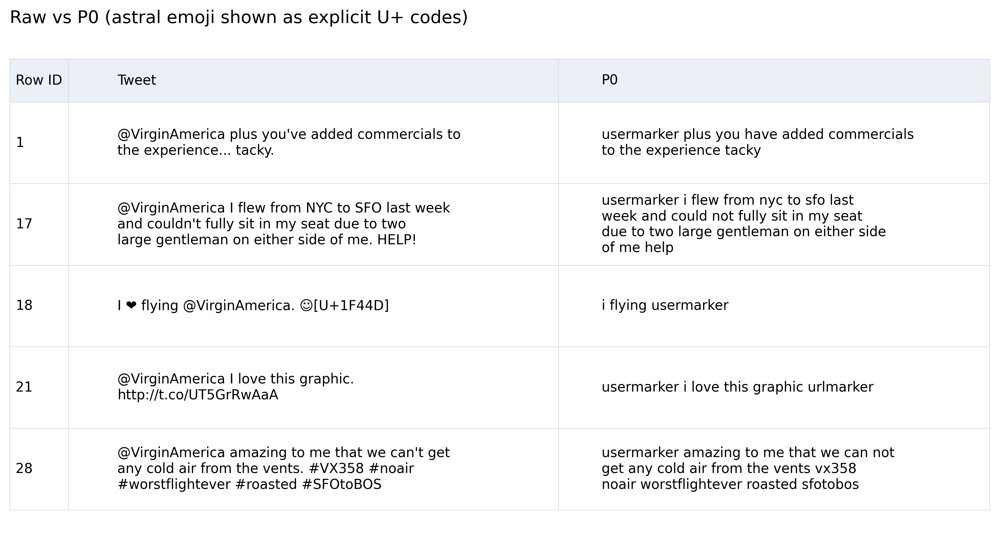 Raw vs P0 (astral emoji shown as explicit U+ codes)
Row ID Tweet P0
1
@VirginAmerica plus you've added commercials to
the experience... tacky.
usermarker plus you have added commercials
to the experience tacky
17
@VirginAmerica I flew from NYC to SFO last week
and couldn't fully sit in my seat due to two
large gentleman on either side of me. HELP!
usermarker i flew from nyc to sfo last
week and could not fully sit in my seat
due to two large gentleman on either side
of me help
18
I ❤ flying @VirginAmerica. ☺[U+1F44D]
i flying usermarker
21
@VirginAmerica I love this graphic.
http://t.co/UT5GrRwAaA
usermarker i love this graphic urlmarker
28
@VirginAmerica amazing to me that we can't get
any cold air from the vents. #VX358 #noair
#worstflightever #roasted #SFOtoBOS
usermarker amazing to me that we can not
get any cold air from the vents vx358
noair worstflightever roasted sfotobos